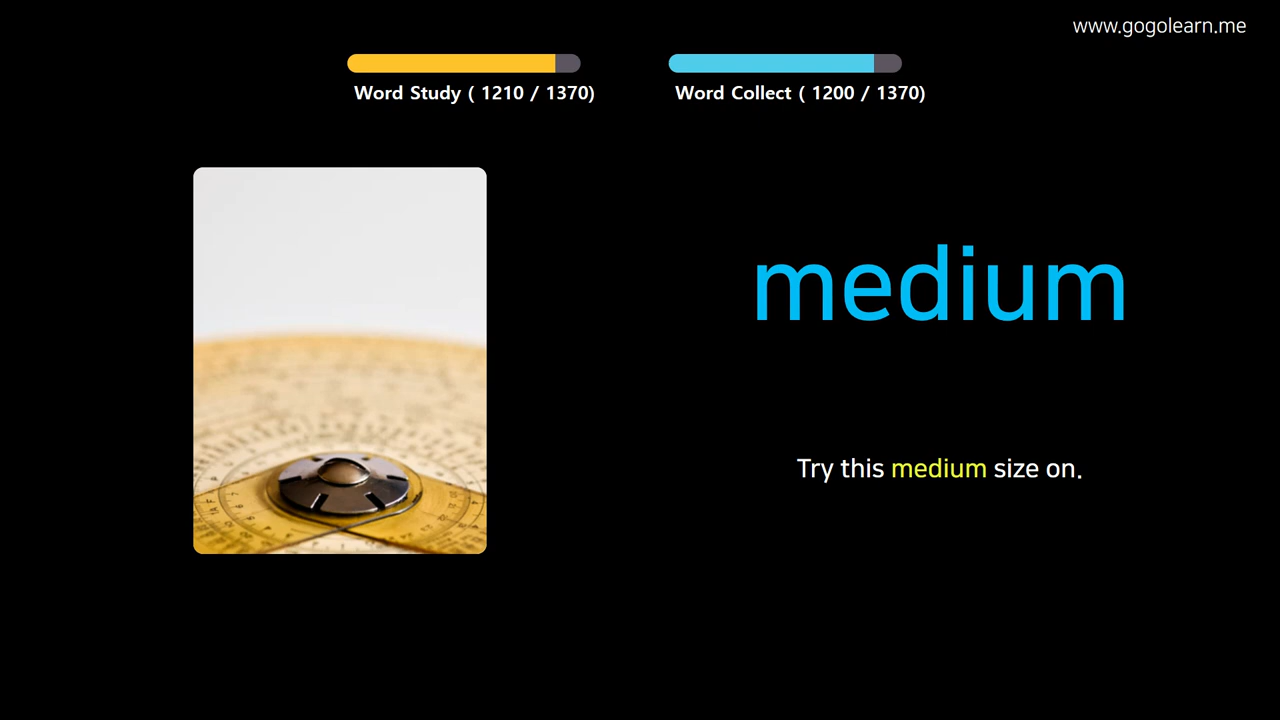 www.gogolearn.me
Word Study ( 1210 / 1370)
Word Collect ( 1200 / 1370)
medium
Try this medium size on.